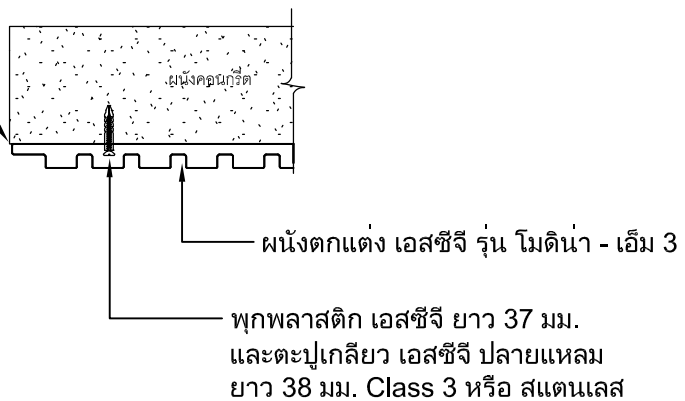 ผนังคอนกรีต
ผนังตกแต่ง เอสซีจี รุ่น โมดิน่า - เอ็ม 3
พุกพลาสติก เอสซีจี ยาว 37 มม.
และตะปูเกลียว เอสซีจี ปลายแหลม
ยาว 38 มม. Class 3 หรือ สแตนเลส